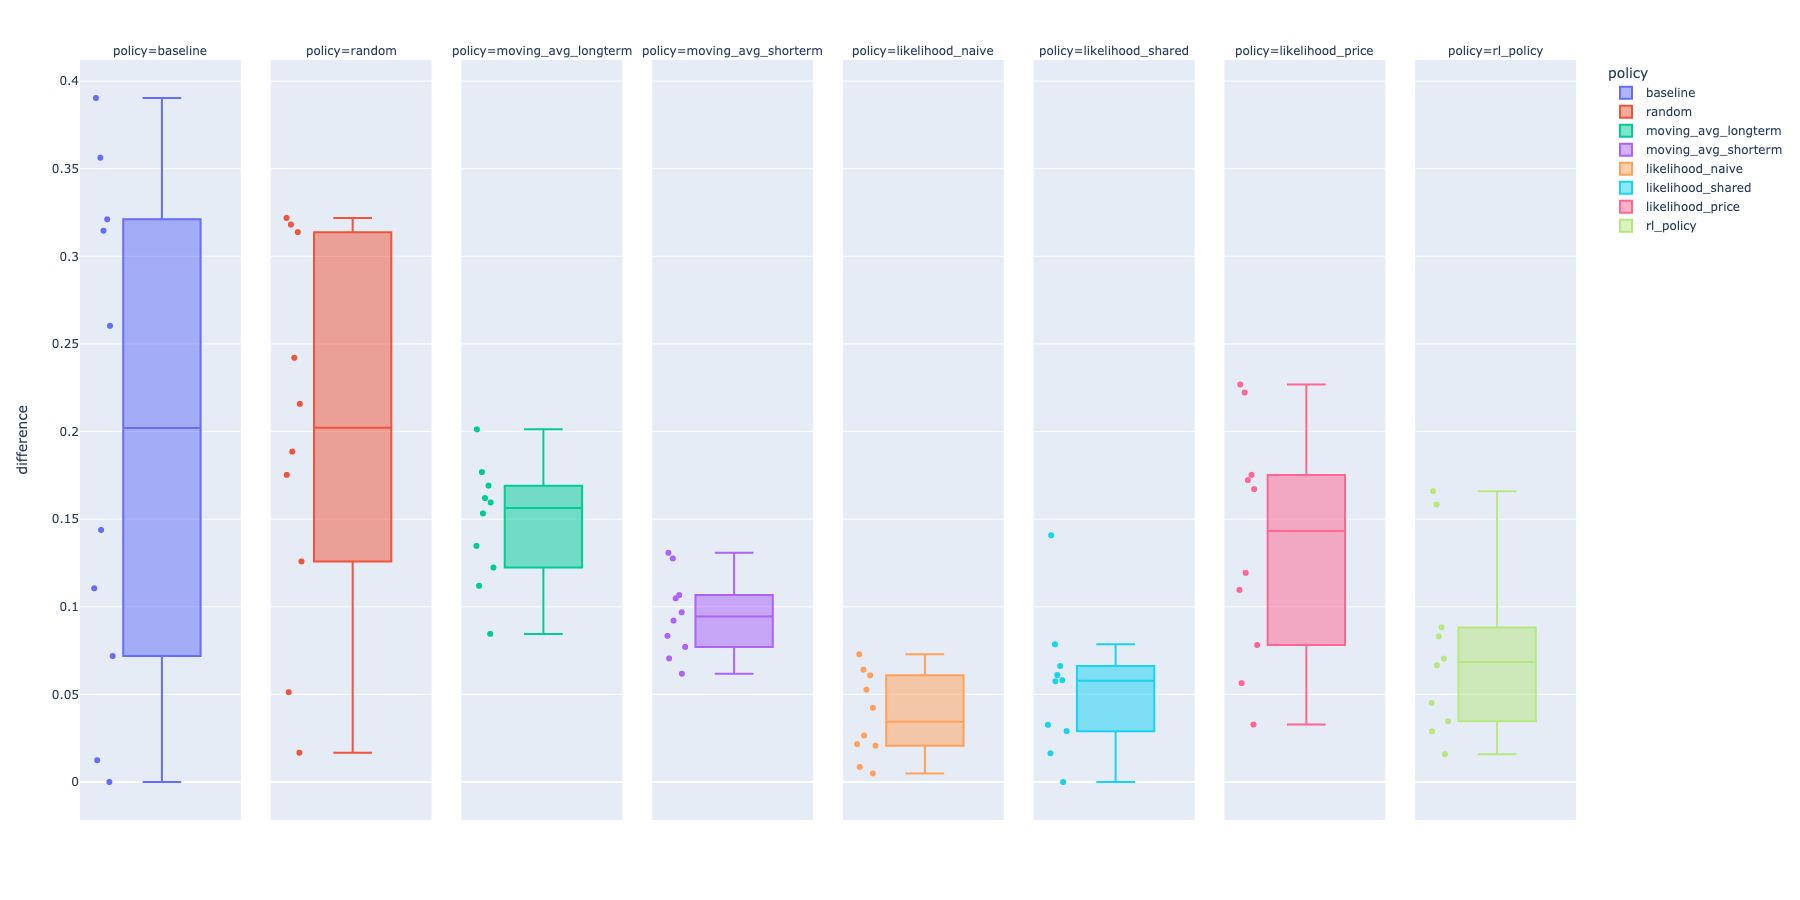 policy=baseline
policy=random
policy=moving_avg_longterm
policy=moving_avg_shorterm
policy=likelihood_naive
policy=likelihood_shared
policy=likelihood_price
policy=rl_policy
0.4
0.35
0.3
0.25
0.2
0.15
0.1
0.05
0
difference
policy
baseline
random
moving_avg_longterm
moving_avg_shorterm
likelihood_naive
likelihood_shared
likelihood_price
rl_policy